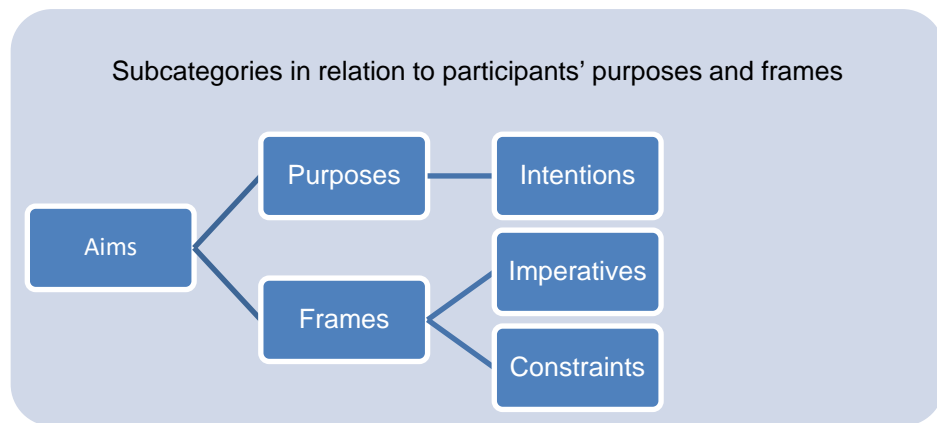 Subcategories in relation to participants’ purposes and frames
Purposes
Intentions
Aims
Imperatives
Frames
Constraints